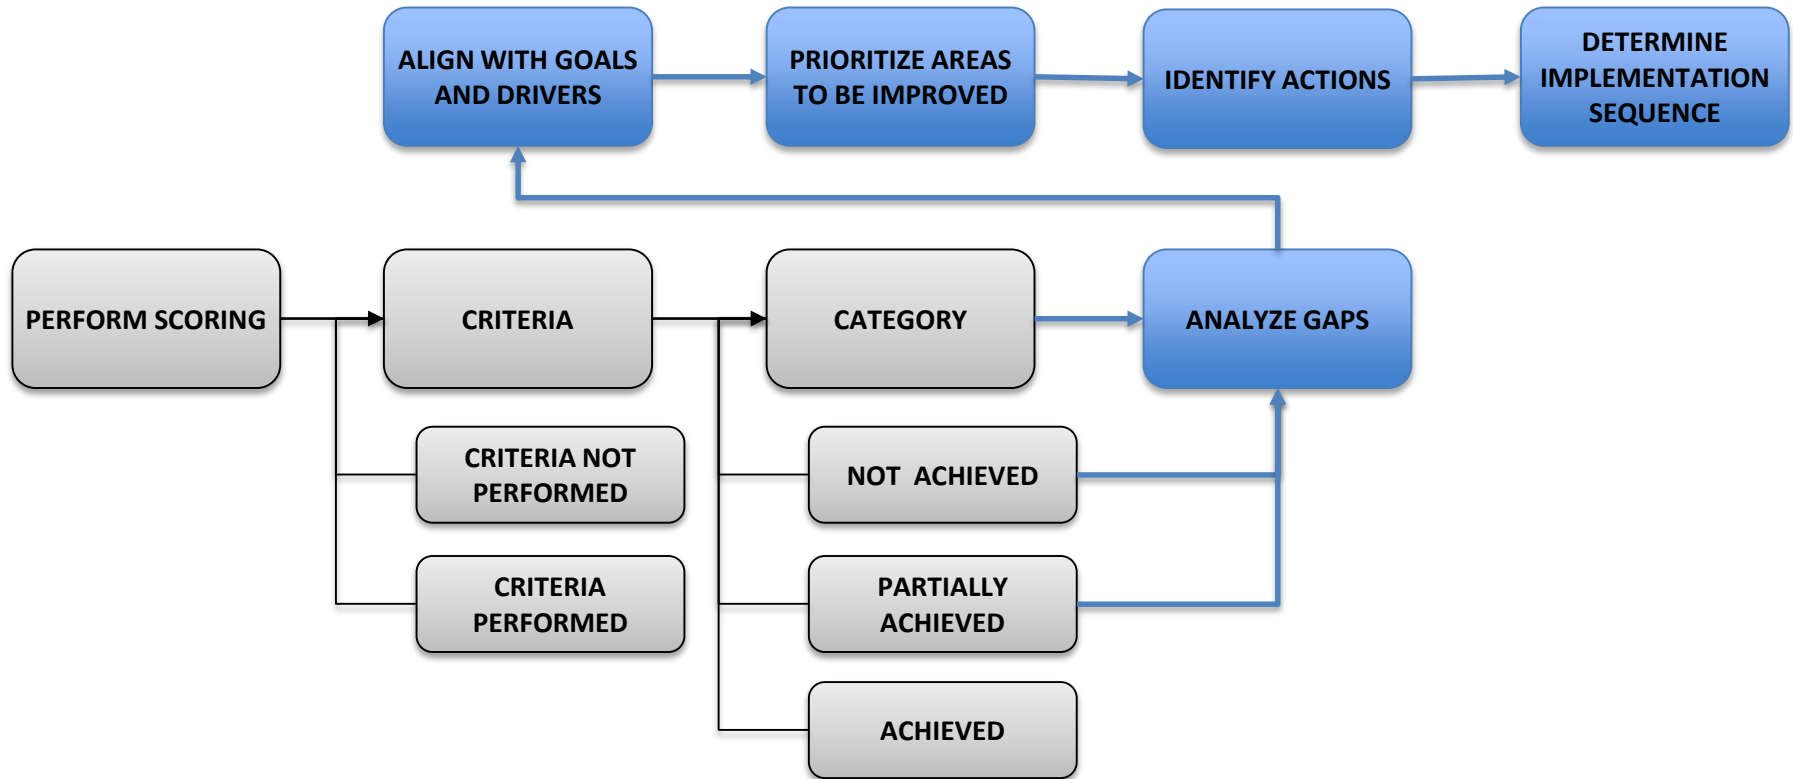 ALIGN WITH GOALS
AND DRIVERS
PRIORITIZE AREAS
TO BE IMPROVED
IDENTIFY ACTIONS
DETERMINE
IMPLEMENTATION
SEQUENCE
PERFORM SCORING
CRITERIA
CATEGORY
ANALYZE GAPS
CRITERIA NOT
PERFORMED
NOT ACHIEVED
CRITERIA
PERFORMED
PARTIALLY
ACHIEVED
ACHIEVED